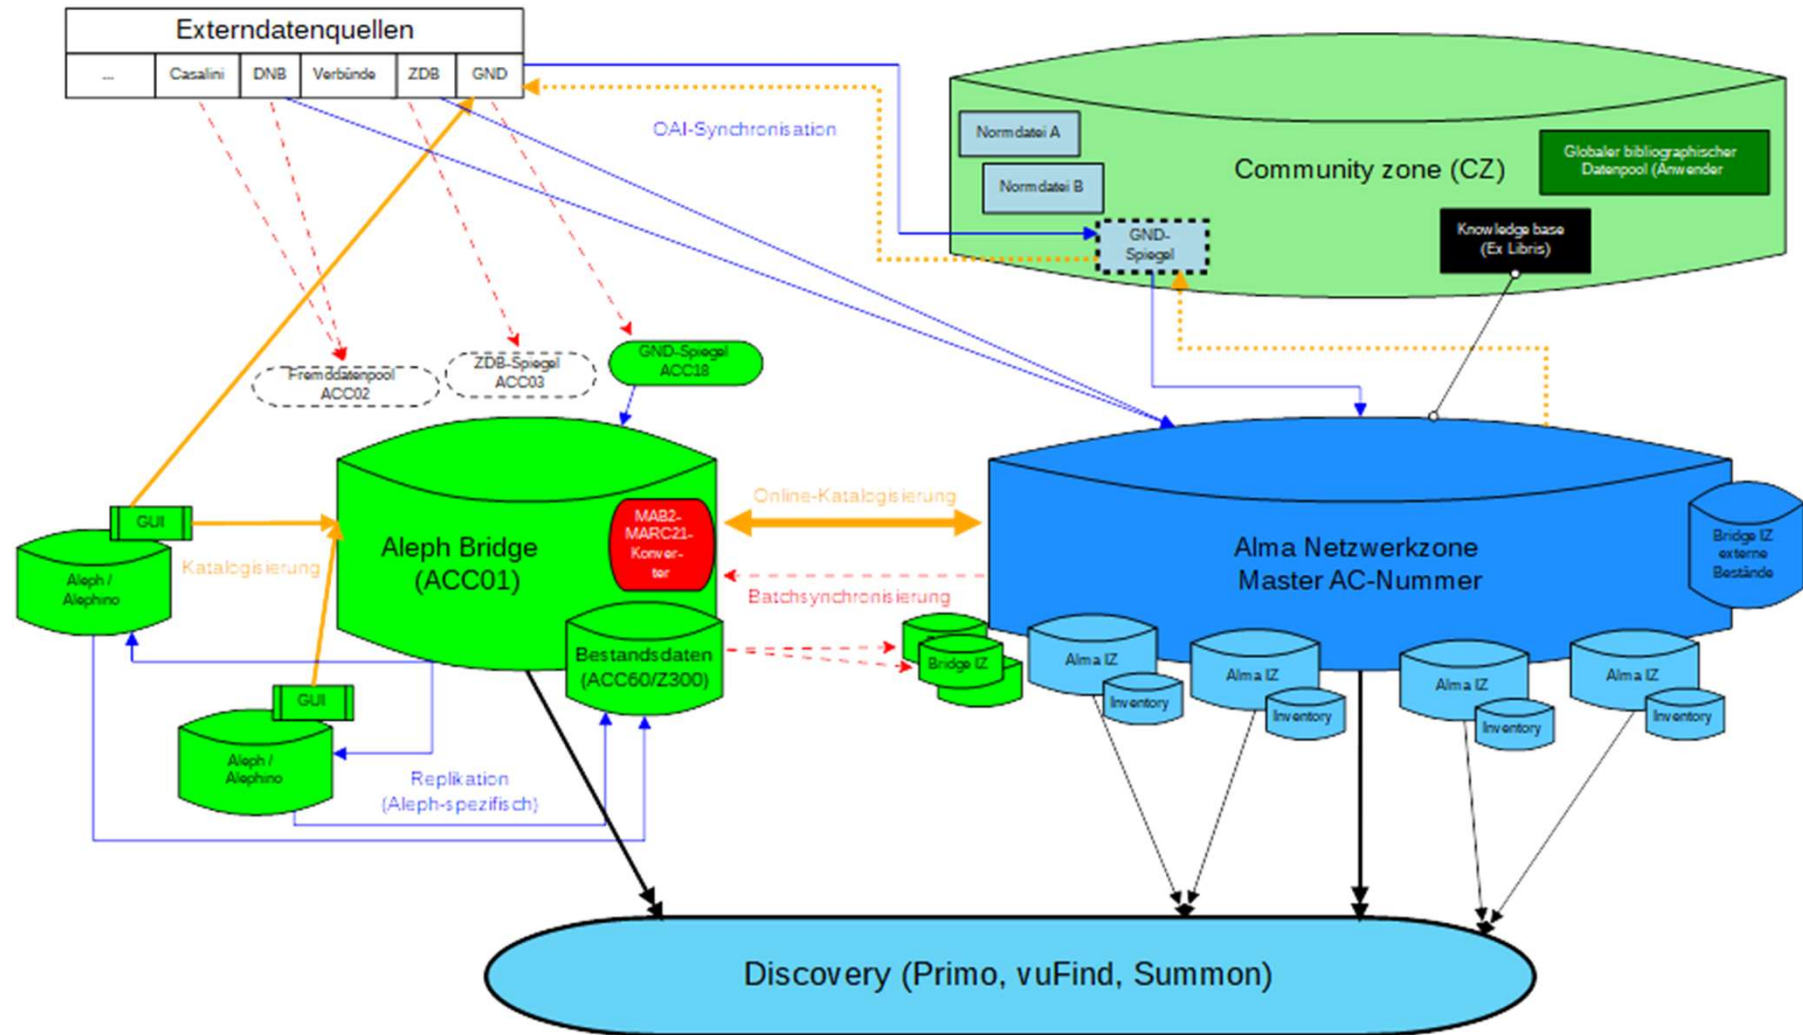 Externdatenquellen
...
Casalini
DNB
Verbünde
ZDB
GND
OAI-Synchronisation
Normdatei A
Normdatei B
Community zone (CZ)
Globaler bibliographischer
Datenpool (Anwender
GND-
Spiegel
Knowledge base
(Ex Libris)
Fremddatenpool
ACC02
ZDB-Spiegel
ACC03
GND-Spiegel
ACC18
GUI
Aleph /
Alephino
Katalogisierung
Aleph Bridge
(ACC01)
MAB2-
MARC21-
Konver-
ter
Online-Katalogisierung
Batchsynchronisierung
Alma Netzwerkzone
Master AC-Nummer
Bridge IZ
externe
Bestände
Bestandsdaten
(ACC60/Z300)
Bridge IZ
Alma IZ
Inventory
Alma IZ
Inventory
Alma IZ
Inventory
Alma IZ
Inventory
GUI
Aleph /
Alephino
Replikation
(Aleph-spezifisch)
Discovery (Primo, vuFind, Summon)